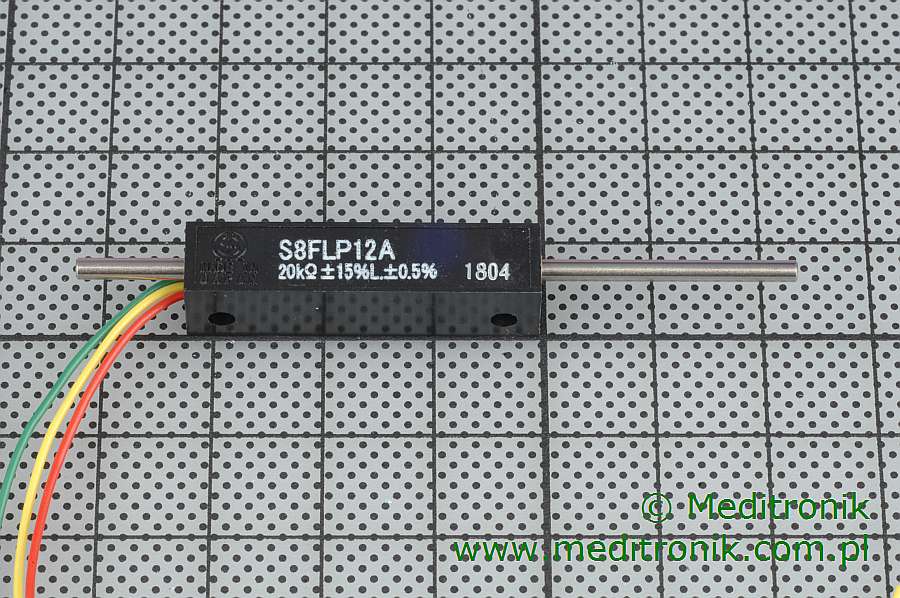 S8FLP12A
20kΩ ±15%L.±0.5% 1804
© Meditronik
www.meditronik.com.pl